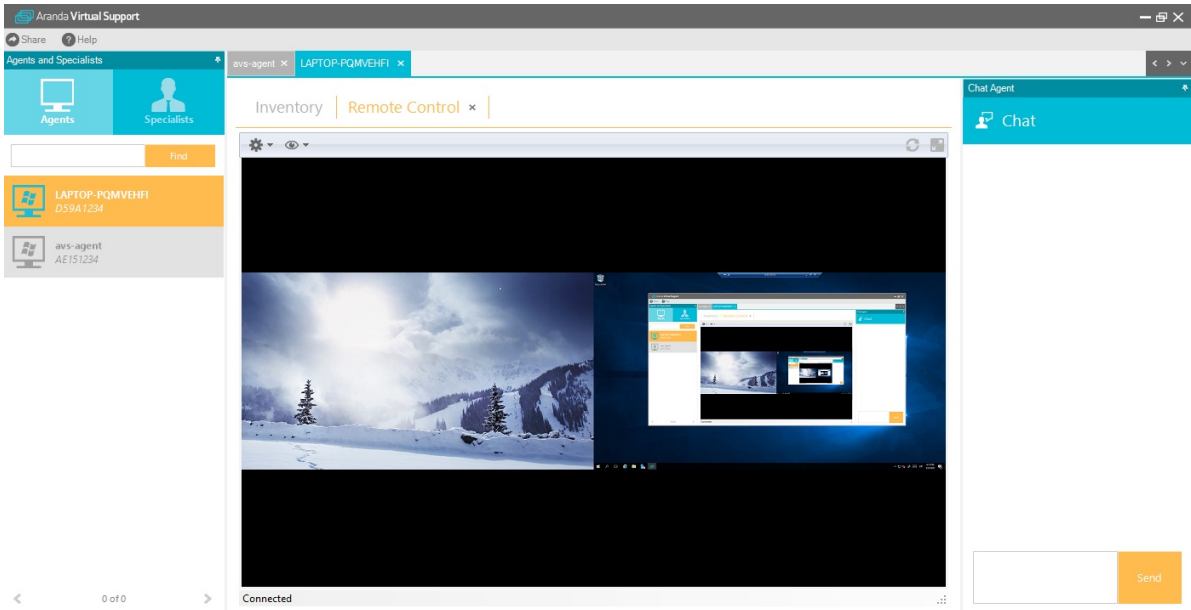 Aranda Virtual Support
Share Help
Agents and Specialists
Agents Specialists
Find
LAPTOP-PQMVEHFI
D59A1234
avs-agent
AE151234
0 of 0
avs-agent × LAPTOP-PQMVEHFI ×
Inventory Remote Control ×
Connected
Chat Agent
Chat
Send